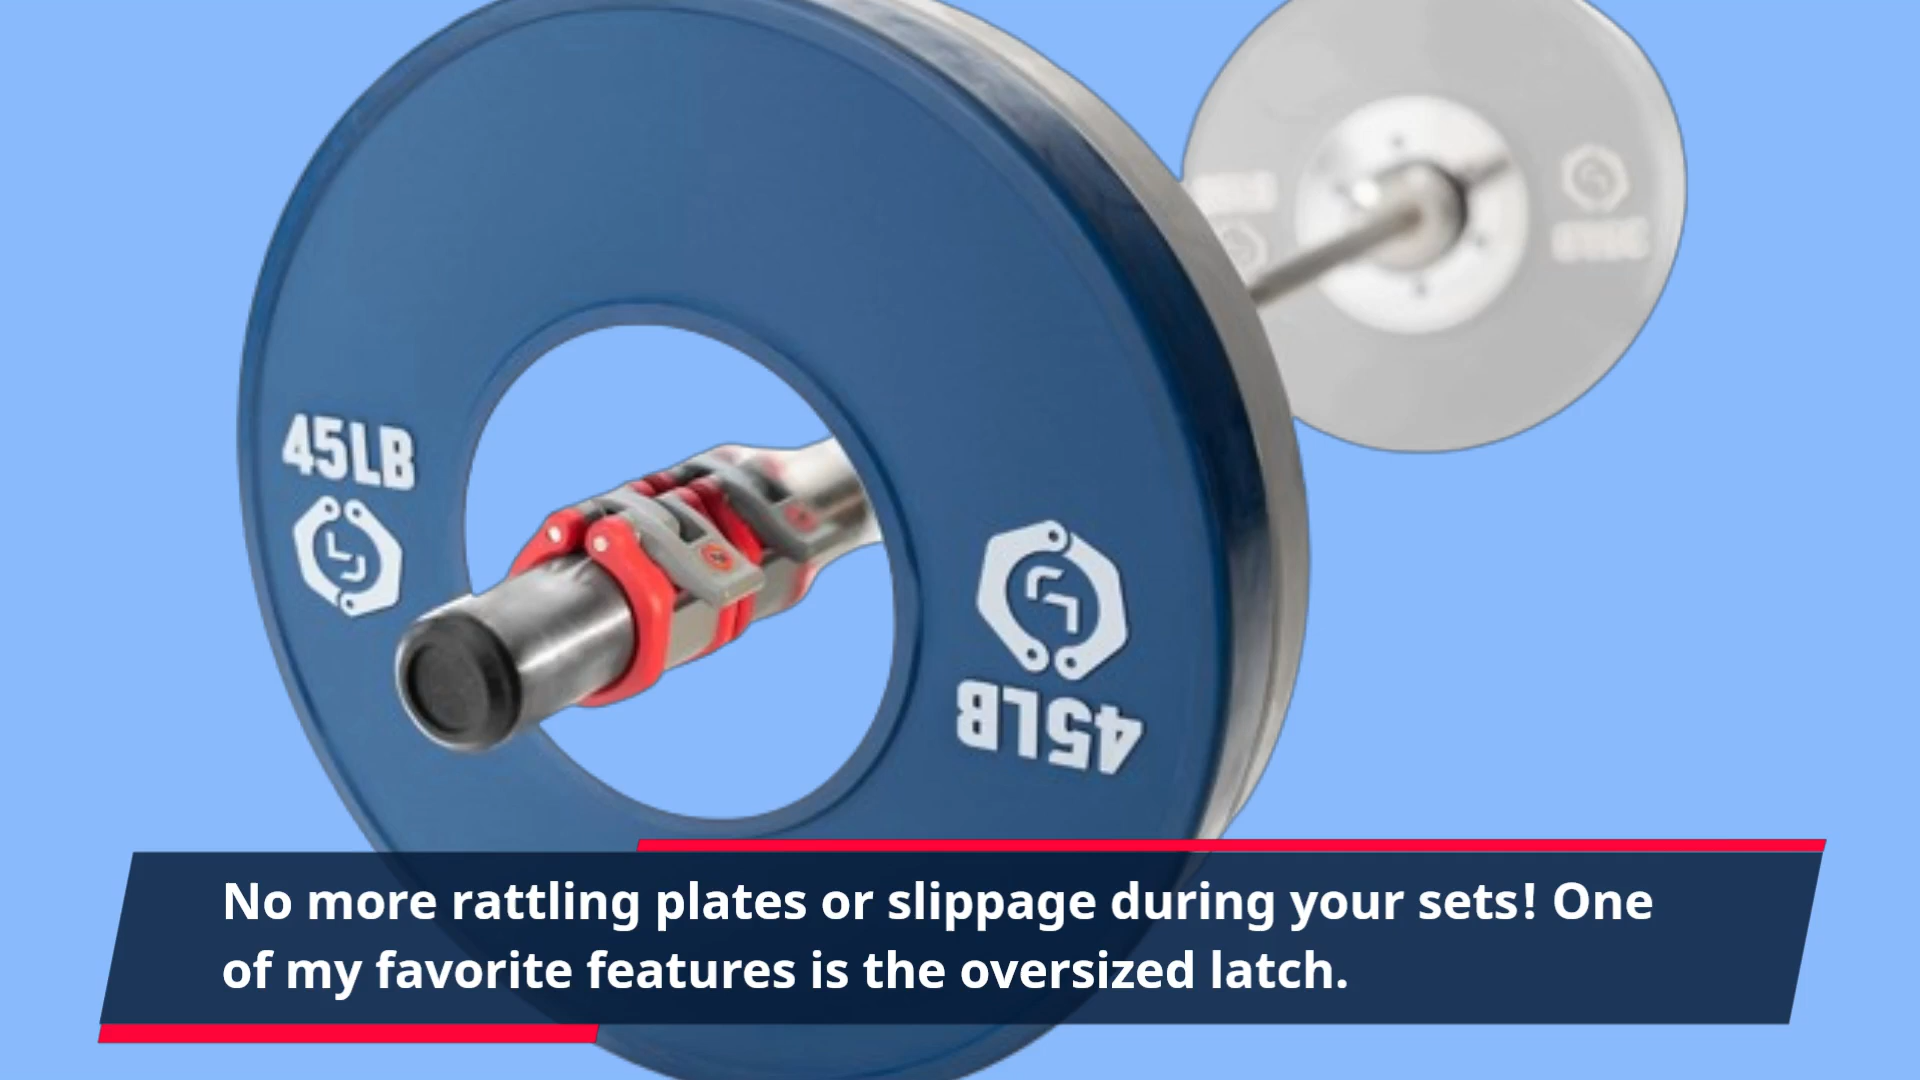 45LB
45LB
No more rattling plates or slippage during your sets! One
of my favorite features is the oversized latch.